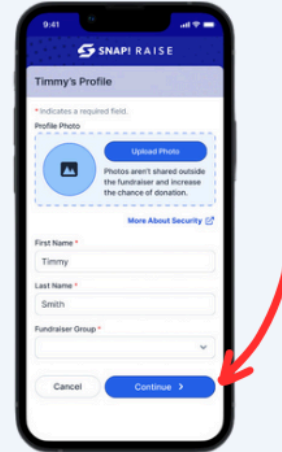 9:41
SNAP! RAISE
Timmy's Profile
* Indicates a required field.
Profile Photo
Upload Photo
Photos aren't shared outside
the fundraiser and increase
the chance of donation.
More About Security
First Name *
Timmy
Last Name *
Smith
Fundraiser Group *
Cancel
Continue